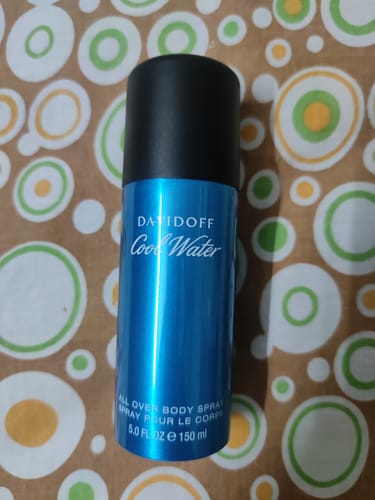 DAVIDOFF
Cool Water
ALL OVER BODY SPRAY
SPRAY POUR LE CORPS
5.0 FL OZ e 150 ml